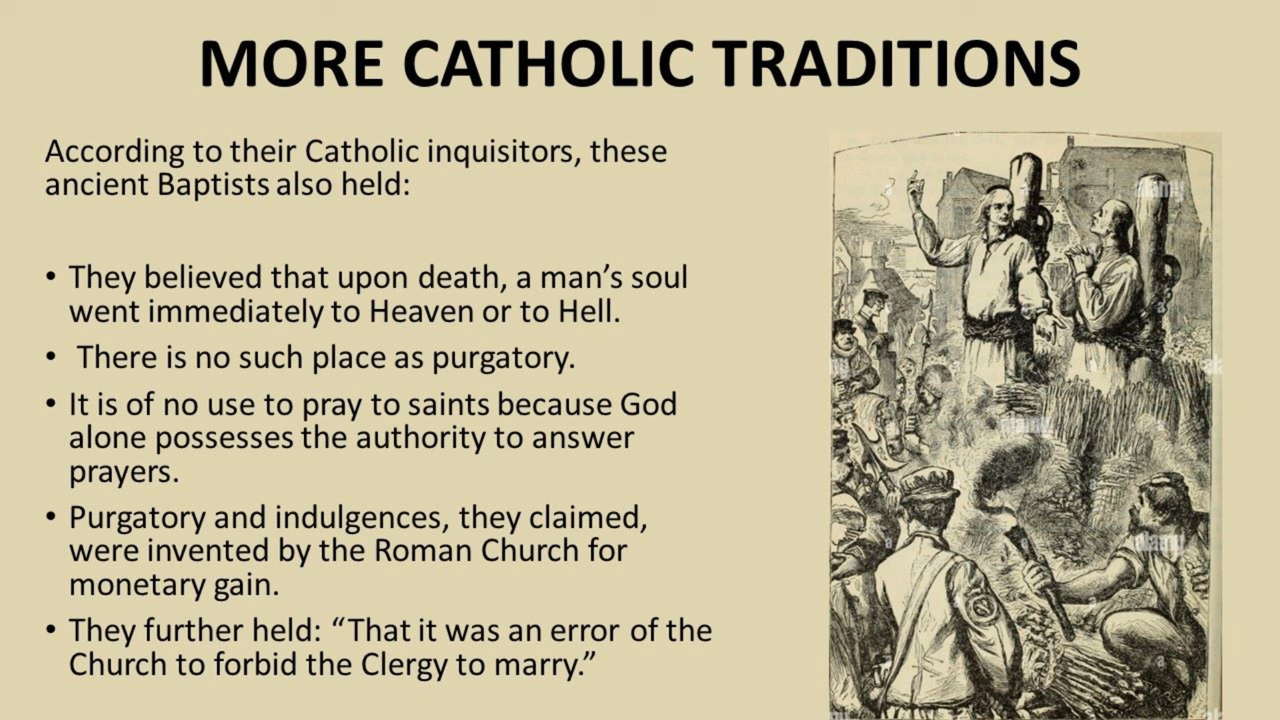 MORE CATHOLIC TRADITIONS
According to their Catholic inquisitors, these
ancient Baptists also held:
• They believed that upon death, a man’s soul
went immediately to Heaven or to Hell.
• There is no such place as purgatory.
• It is of no use to pray to saints because God
alone possesses the authority to answer
prayers.
• Purgatory and indulgences, they claimed,
were invented by the Roman Church for
monetary gain.
• They further held: “That it was an error of the
Church to forbid the Clergy to marry.”
alamy
alamy
alamy